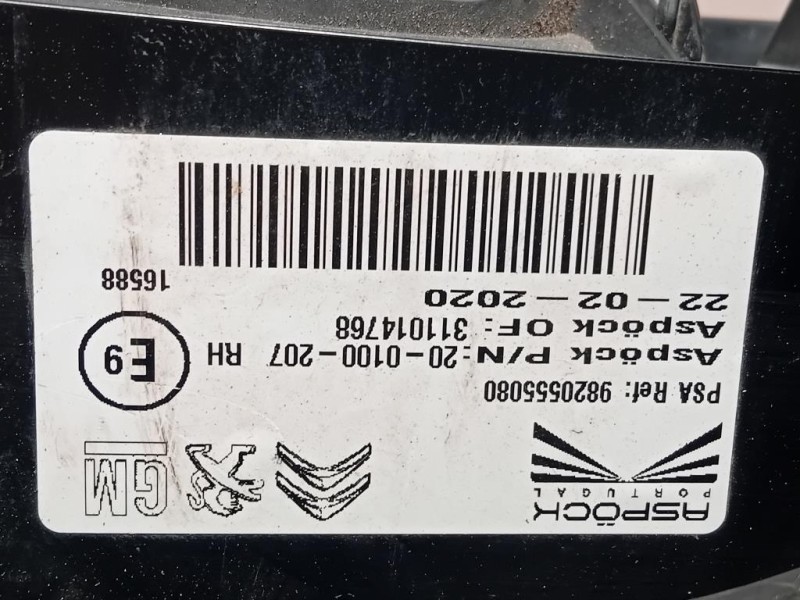 ASPÖCK
PORTUGAL
GM
PSA Ref: 9820555080
Aspöck P/N: 20-0100-207 RH
E9
Aspöck OF: 311014768
22-02-2020
16588